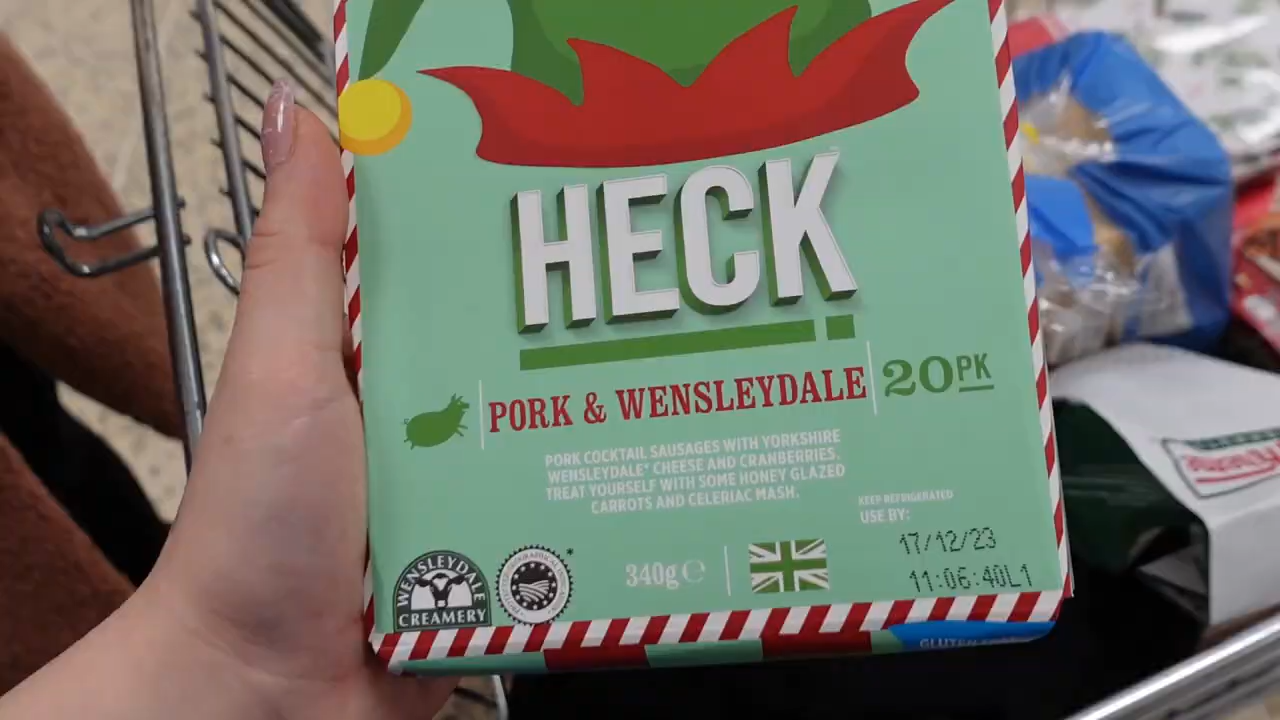 HECK!
PORK & WENSLEYDALE
20PK
PORK COCKTAIL SAUSAGES WITH YORKSHIRE
WENSLEYDALE* CHEESE AND CRANBERRIES.
TREAT YOURSELF WITH SOME HONEY GLAZED
CARROTS AND CELERIAC MASH.
KEEP REFRIGERATED
USE BY:
17/12/23
11:06:40L1
WENSLEYDALE
CREAMERY
*
340g e